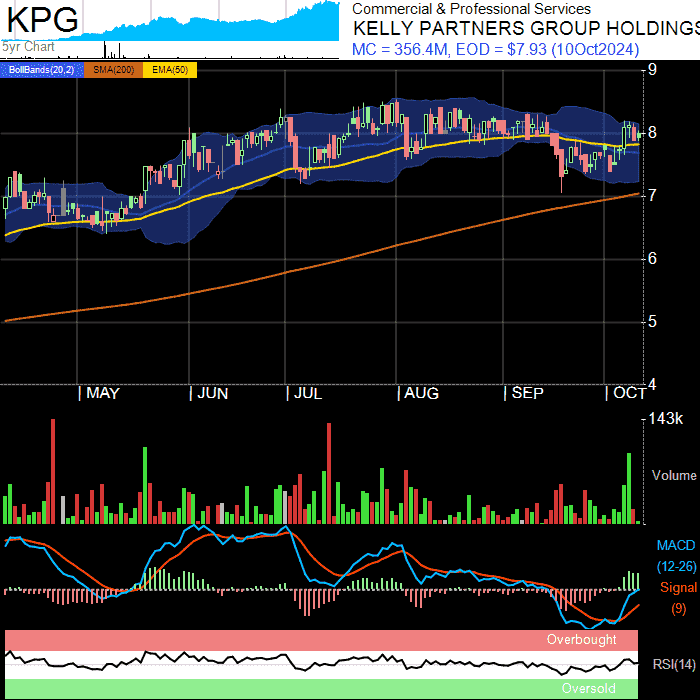 KPG
5yr Chart
Commercial & Professional Services
KELLY PARTNERS GROUP HOLDINGS
MC = 356.4M, EOD = $7.93 (10Oct2024)
BollBands(20,2) SMA(200) EMA(50)
9
8
7
6
5
4
| MAY | JUN | JUL | AUG | SEP | OCT
143k
Volume
MACD
(12-26)
Signal
(9)
Overbought
RSI(14)
Oversold